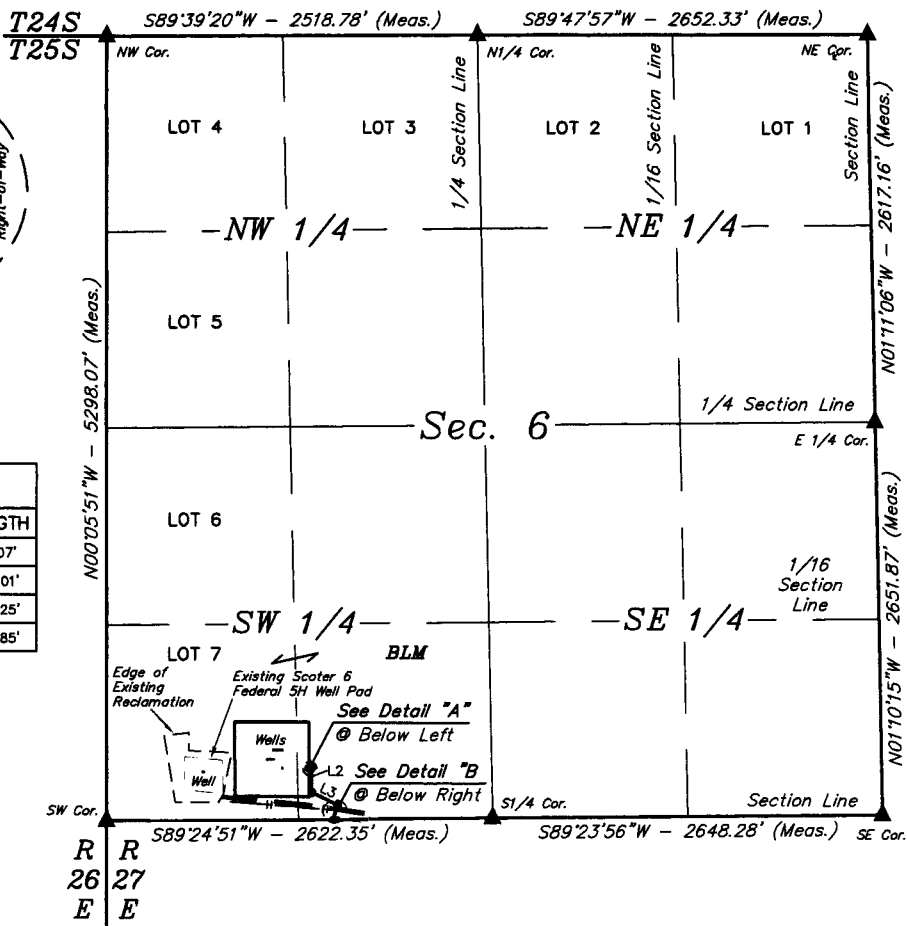 T24S
T25S
S89°39'20"W - 2518.78' (Meas.)
S89°47'57"W - 2652.33' (Meas.)
NW Cor.
N1/4 Cor.
NE Cor.
LOT 4
LOT 3
LOT 2
LOT 1
1/4 Section Line
1/16 Section Line
Section Line
Right-of-Way
N01°11'06"W - 2617.16' (Meas.)
NW 1/4
NE 1/4
N00°05'51"W - 5298.07' (Meas.)
LOT 5
1/4 Section Line
Sec. 6
E 1/4 Cor.
GTH
07'
01'
25'
85'
LOT 6
1/16
Section
Line
SW 1/4
SE 1/4
N01°10'15"W - 2651.87' (Meas.)
LOT 7
BLM
Edge of
Existing
Reclamation
Existing Scoter 6
Federal 5H Well Pad
See Detail "A"
@ Below Left
Wells
Well
L2
See Detail "B
@ Below Right
L3
H
SW Cor.
S1/4 Cor.
Section Line
SE Cor.
S89°24'51"W - 2622.35' (Meas.)
S89°23'56"W - 2648.28' (Meas.)
R R
26 27
E E